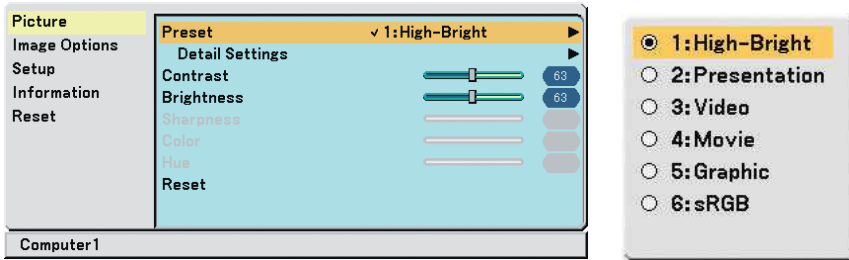 Picture
Image Options
Setup
Information
Reset
Preset ✓ 1:High-Bright ▶
Detail Settings ▶
Contrast 63
Brightness 63
Sharpness
Color
Hue
Reset
Computer1
1:High-Bright
2:Presentation
3:Video
4:Movie
5:Graphic
6:sRGB